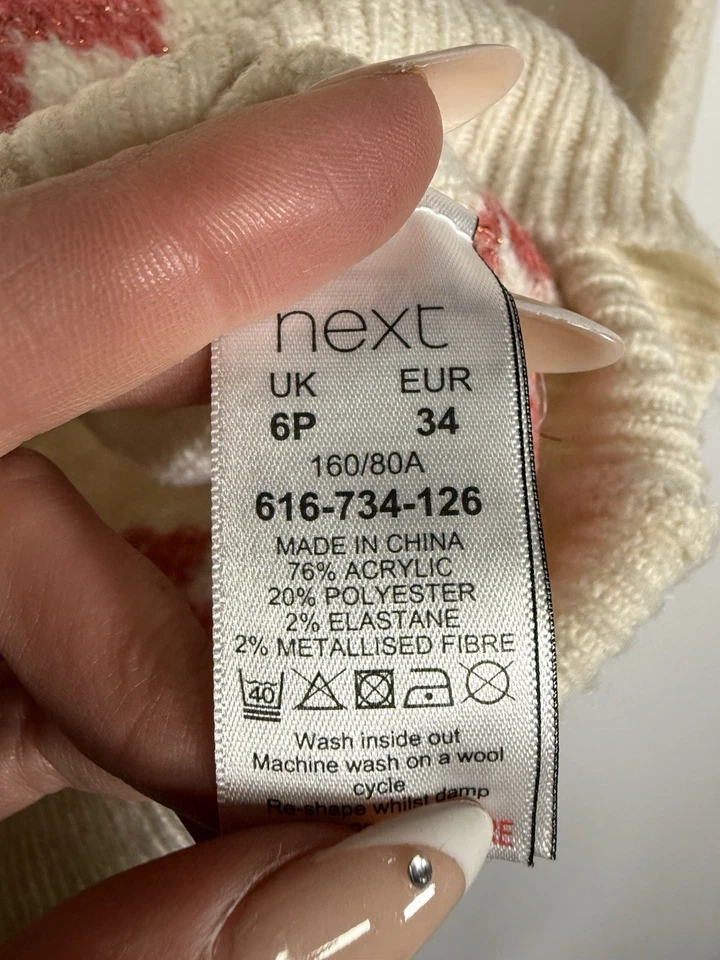 next
UK EUR
6P 34
160/80A
616-734-126
MADE IN CHINA
76% ACRYLIC
20% POLYESTER
2% ELASTANE
2% METALLISED FIBRE
40
Wash inside out
Machine wash on a wool
cycle
Re-shape whilst damp